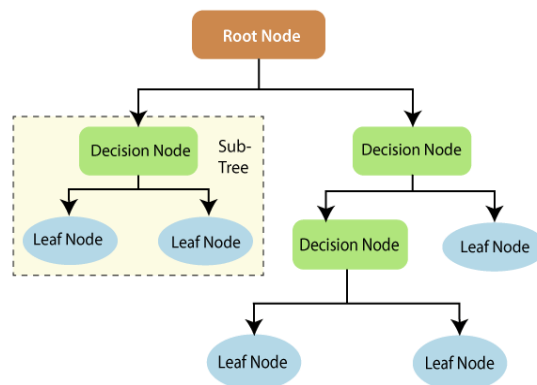 Root Node
Decision Node
Sub-
Tree
Decision Node
Leaf Node
Leaf Node
Decision Node
Leaf Node
Leaf Node
Leaf Node